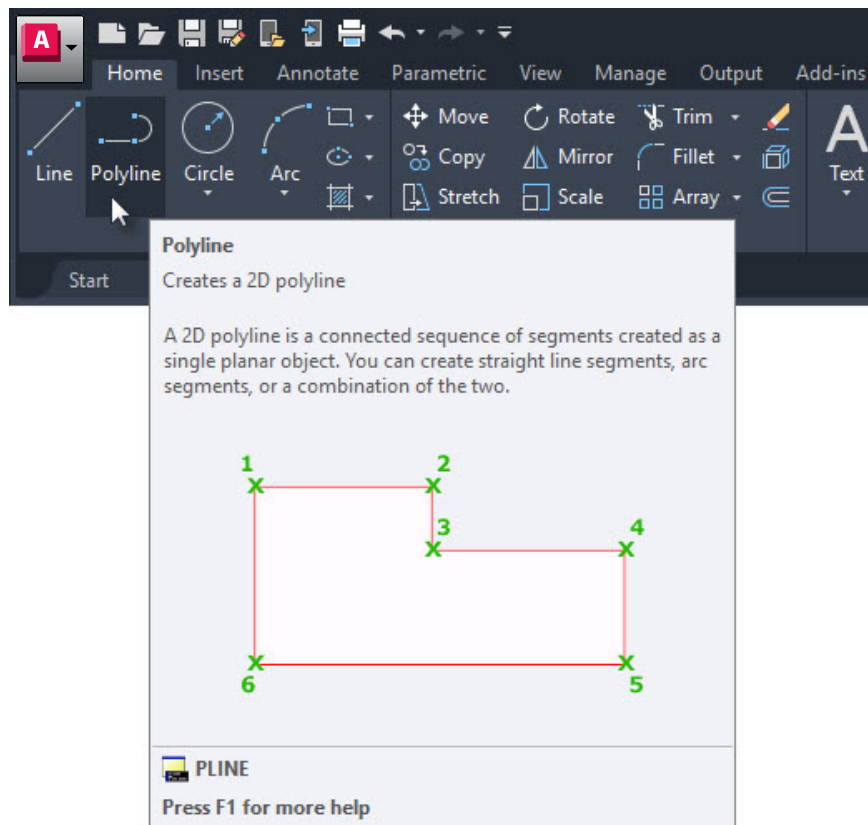 A
Home Insert Annotate Parametric View Manage Output Add-ins
Move Rotate Trim
Line Polyline Circle Arc Copy Mirror Fillet A Text
Stretch Scale Array
Start
Polyline
Creates a 2D polyline
A 2D polyline is a connected sequence of segments created as a
single planar object. You can create straight line segments, arc
segments, or a combination of the two.
1 2
3 4
6 5
PLINE
Press F1 for more help